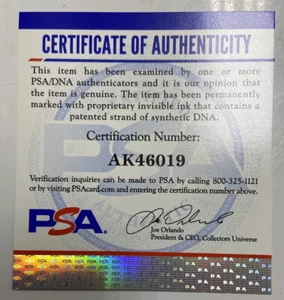 CERTIFICATE OF AUTHENTICITY
This item has been examined by one or more
PSA/DNA authenticators and it is our opinion that
the item is genuine. The item has been permanently
marked with proprietary invisible ink that contains a
patented strand of synthetic DNA.
Certification Number:
AK46019
Verification inquiries can be made to PSA by calling 800-325-1121
or by visiting PSAcard.com and entering the certification number above.
PSA
Joe Orlando
President & CEO, Collectors Universe